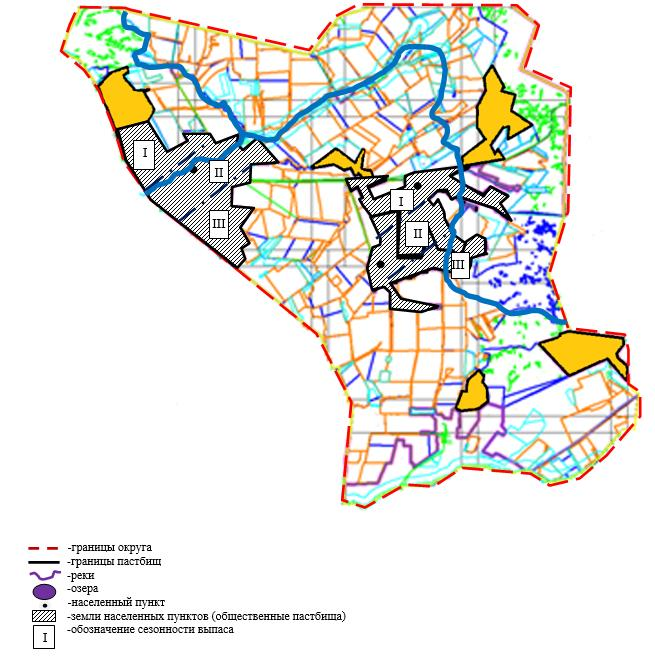 I
II
III
I
II
III
-границы округа
-границы пастбищ
-реки
-озера
-населенный пункт
-земли населенных пунктов (общественные пастбища)
I
-обозначение сезонности выпаса